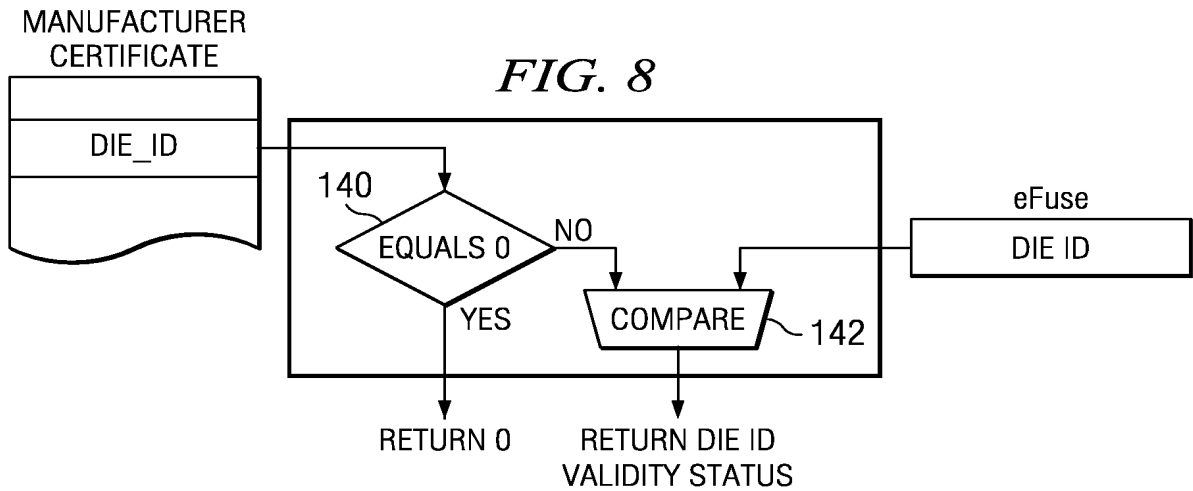 MANUFACTURER
CERTIFICATE
FIG. 8
DIE_ID
140
EQUALS 0
NO
YES
eFuse
DIE ID
COMPARE
142
RETURN 0
RETURN DIE ID
VALIDITY STATUS